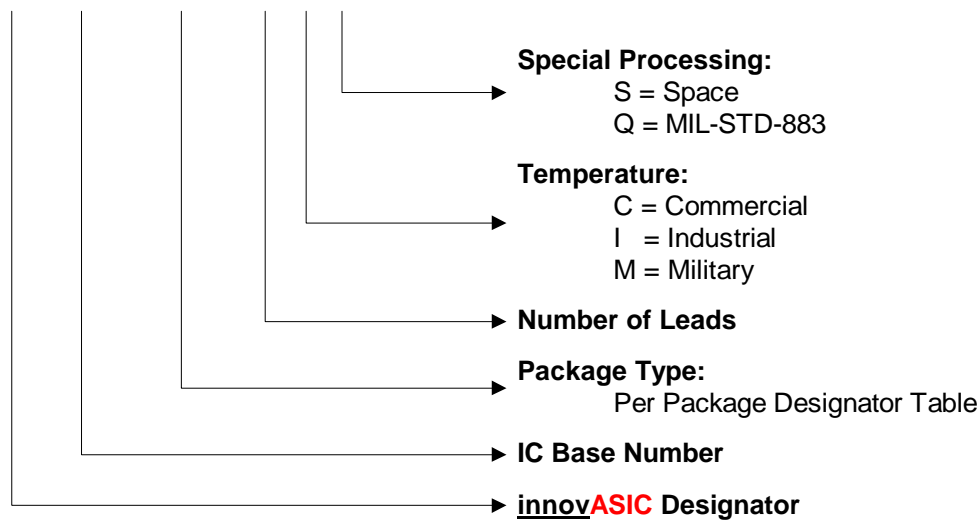 Special Processing:
S = Space
Q = MIL-STD-883
Temperature:
C = Commercial
I = Industrial
M = Military
Number of Leads
Package Type:
Per Package Designator Table
IC Base Number
innovASIC Designator